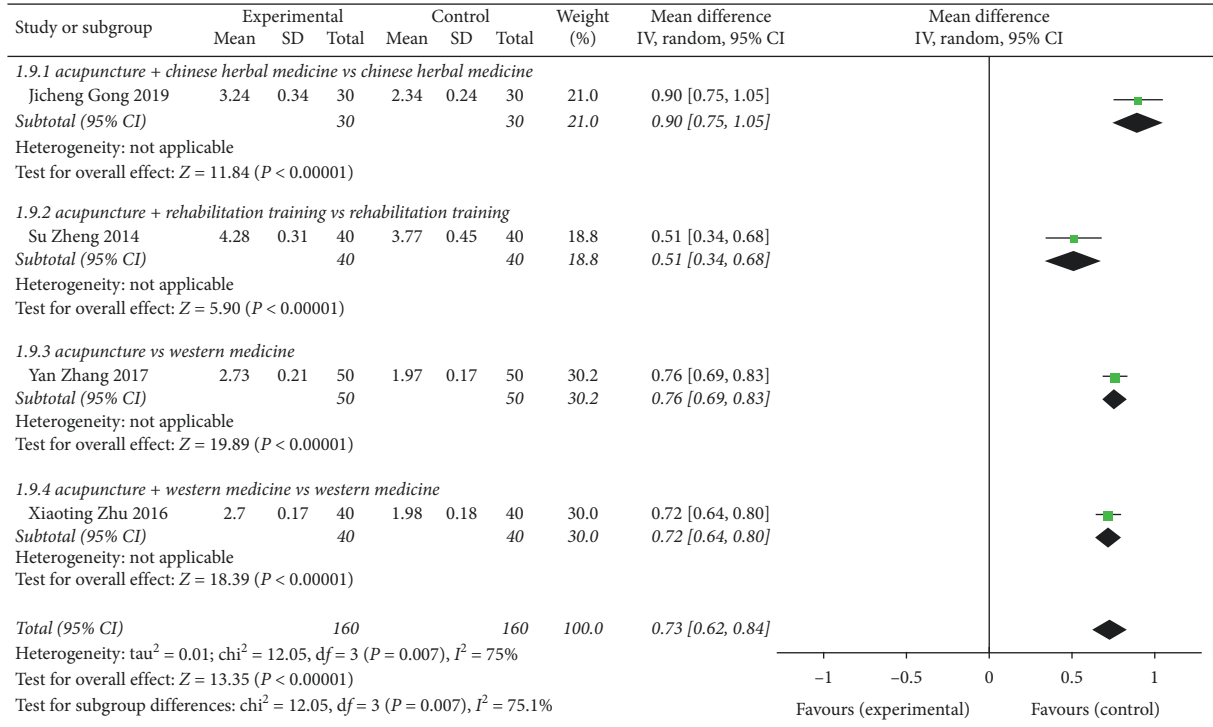 Study or subgroup Experimental Control Weight (%) Mean difference IV, random, 95% CI Mean difference IV, random, 95% CI
Mean SD Total Mean SD Total
1.9.1 acupuncture + chinese herbal medicine vs chinese herbal medicine
Jicheng Gong 2019 3.24 0.34 30 2.34 0.24 30 21.0 0.90 [0.75, 1.05]
Subtotal (95% CI) 30 30 21.0 0.90 [0.75, 1.05]
Heterogeneity: not applicable
Test for overall effect: Z = 11.84 (P < 0.00001)
1.9.2 acupuncture + rehabilitation training vs rehabilitation training
Su Zheng 2014 4.28 0.31 40 3.77 0.45 40 18.8 0.51 [0.34, 0.68]
Subtotal (95% CI) 40 40 18.8 0.51 [0.34, 0.68]
Heterogeneity: not applicable
Test for overall effect: Z = 5.90 (P < 0.00001)
1.9.3 acupuncture vs western medicine
Yan Zhang 2017 2.73 0.21 50 1.97 0.17 50 30.2 0.76 [0.69, 0.83]
Subtotal (95% CI) 50 50 30.2 0.76 [0.69, 0.83]
Heterogeneity: not applicable
Test for overall effect: Z = 19.89 (P < 0.00001)
1.9.4 acupuncture + western medicine vs western medicine
Xiaoting Zhu 2016 2.7 0.17 40 1.98 0.18 40 30.0 0.72 [0.64, 0.80]
Subtotal (95% CI) 40 40 30.0 0.72 [0.64, 0.80]
Heterogeneity: not applicable
Test for overall effect: Z = 18.39 (P < 0.00001)
Total (95% CI) 160 160 100.0 0.73 [0.62, 0.84]
Heterogeneity: tau² = 0.01; chi² = 12.05, df = 3 (P = 0.007), I² = 75%
Test for overall effect: Z = 13.35 (P < 0.00001)
Test for subgroup differences: chi² = 12.05, df = 3 (P = 0.007), I² = 75.1%
−1 −0.5 0 0.5 1
Favours (experimental) Favours (control)